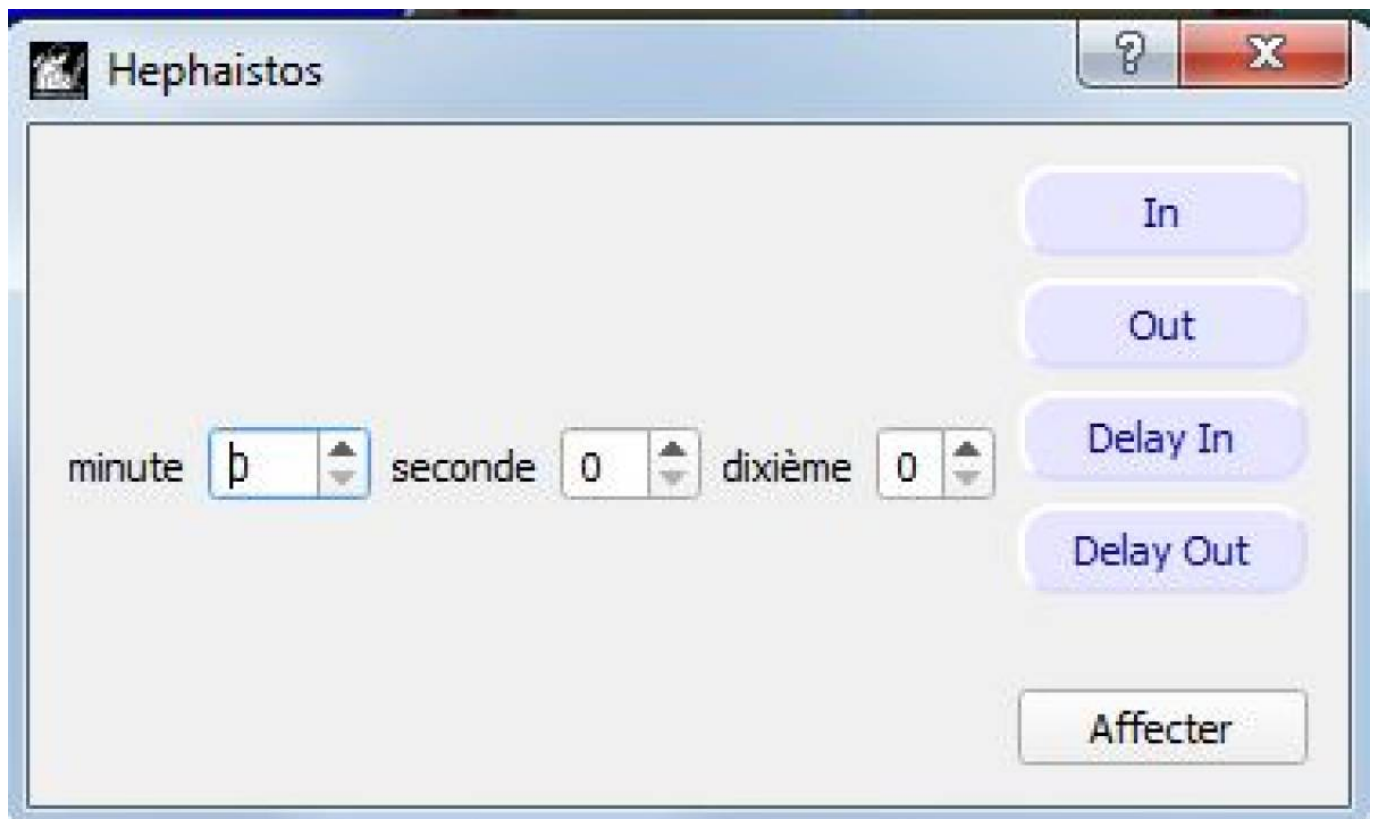 Hephaistos
In
Out
Delay In
minute 0 seconde 0 dixième 0
Delay Out
Affecter